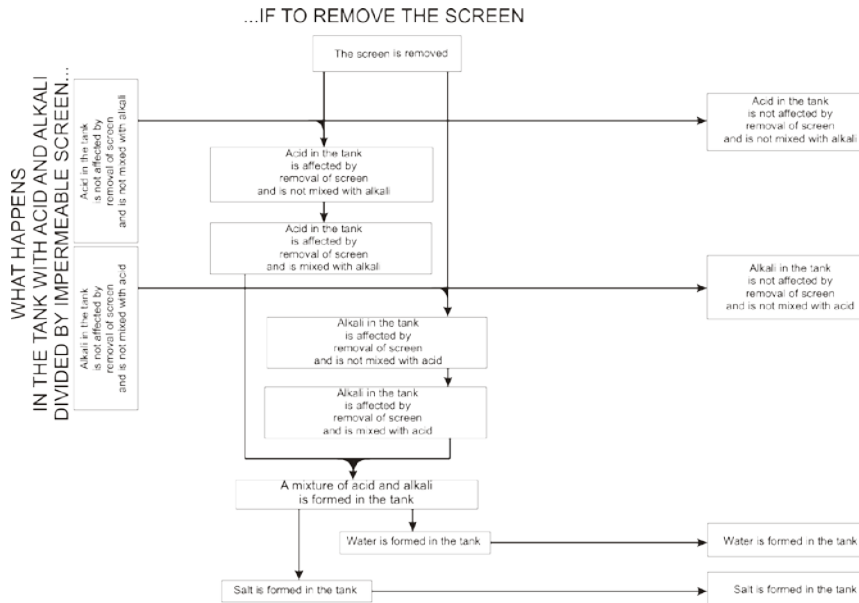 ...IF TO REMOVE THE SCREEN
WHAT HAPPENS
IN THE TANK WITH ACID AND ALKALI
DIVIDED BY IMPERMEABLE SCREEN...
The screen is removed
Acid in the tank
is not affected by
removal of screen
and is not mixed with alkali
Acid in the tank
is not affected by
removal of screen
and is not mixed with alkali
Acid in the tank
is affected by
removal of screen
and is not mixed with alkali
Acid in the tank
is affected by
removal of screen
and is mixed with alkali
Alkali in the tank
is not affected by
removal of screen
and is not mixed with acid
Alkali in the tank
is not affected by
removal of screen
and is not mixed with acid
Alkali in the tank
is affected by
removal of screen
and is not mixed with acid
Alkali in the tank
is affected by
removal of screen
and is mixed with acid
A mixture of acid and alkali
is formed in the tank
Water is formed in the tank
Water is formed in the tank
Salt is formed in the tank
Salt is formed in the tank